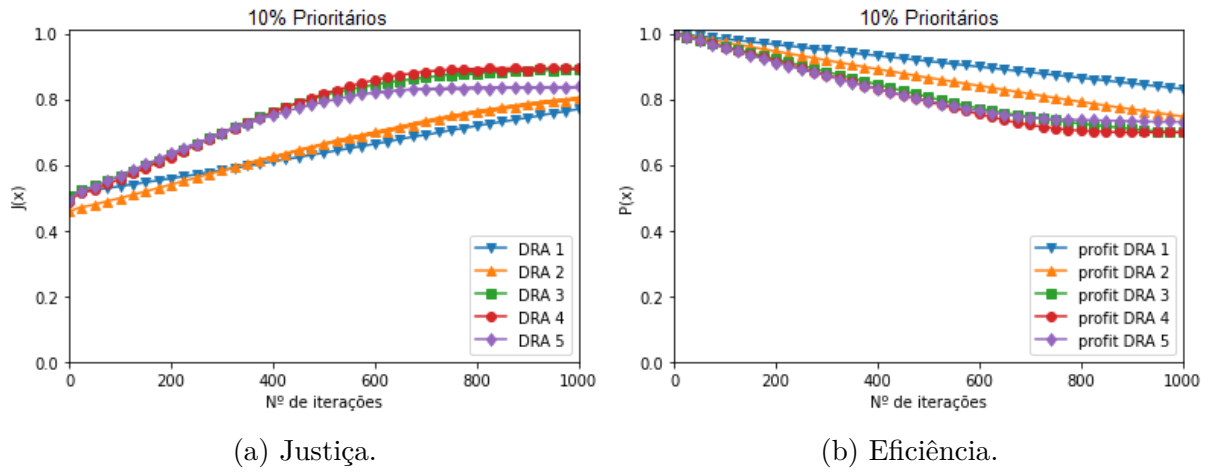 10% Prioritários
1.0
0.8
0.6
0.4
0.2
0.0
J(x)
DRA 1
DRA 2
DRA 3
DRA 4
DRA 5
0 200 400 600 800 1000
Nº de iterações
(a) Justiça.
10% Prioritários
1.0
0.8
0.6
0.4
0.2
0.0
P(x)
profit DRA 1
profit DRA 2
profit DRA 3
profit DRA 4
profit DRA 5
0 200 400 600 800 1000
Nº de iterações
(b) Eficiência.